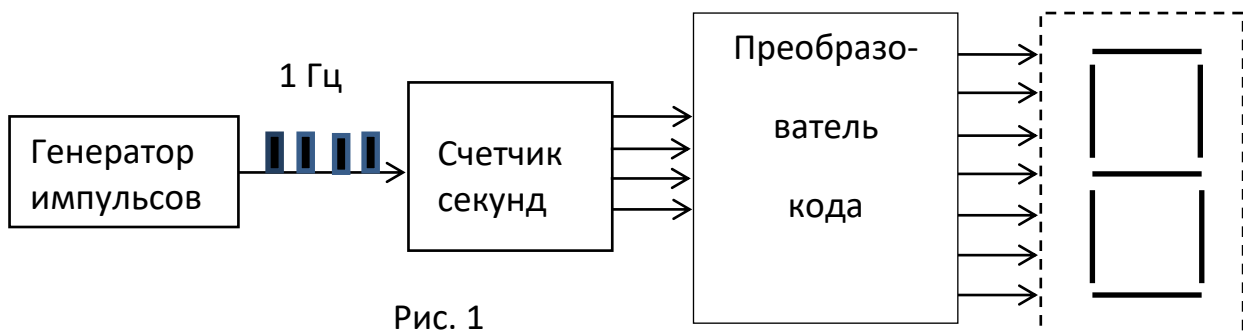 Преобразо-
ватель
кода
1 Гц
Генератор
импульсов
Счетчик
секунд
Рис. 1